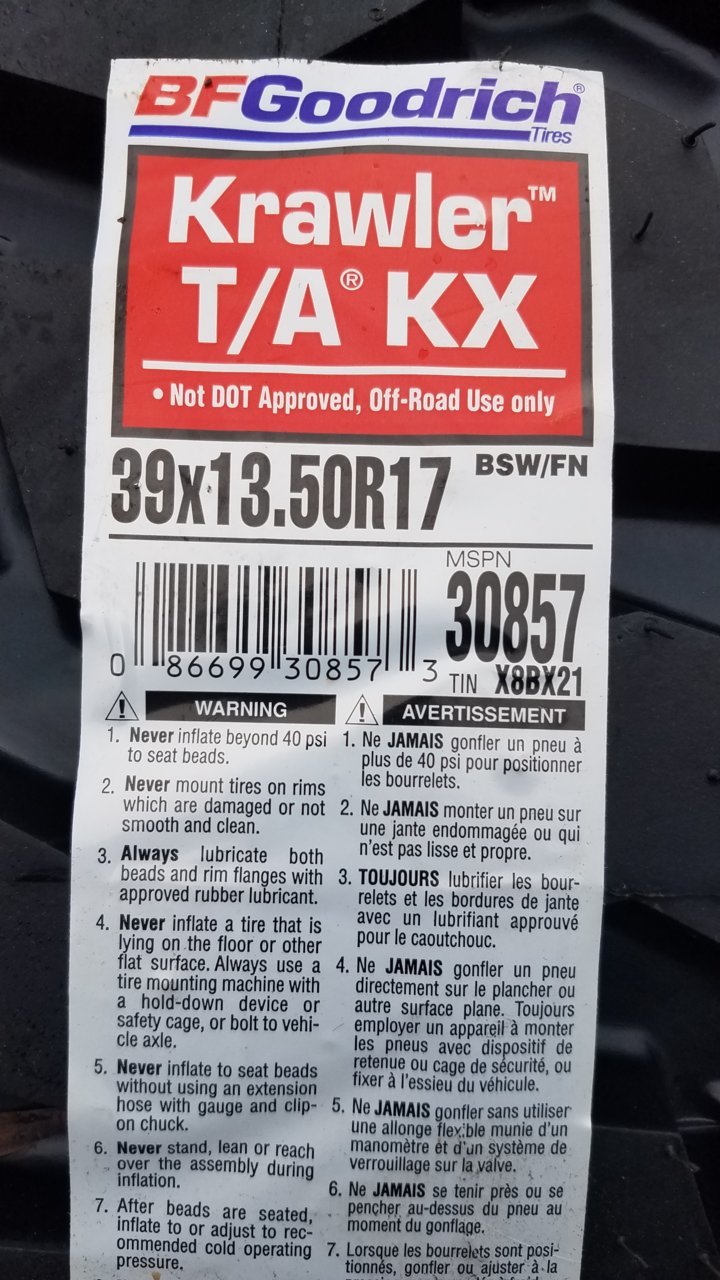 BFGoodrich®
Tires
Krawler™
T/A® KX
• Not DOT Approved, Off-Road Use only
39x13.50R17 BSW/FN
MSPN
30857
0 86699 30857 3
TIN X8BX21
WARNING
1. Never inflate beyond 40 psi
to seat beads.
2. Never mount tires on rims
which are damaged or not
smooth and clean.
3. Always lubricate both
beads and rim flanges with
approved rubber lubricant.
4. Never inflate a tire that is
lying on the floor or other
flat surface. Always use a
tire mounting machine with
a hold-down device or
safety cage, or bolt to vehi-
cle axle.
5. Never inflate to seat beads
without using an extension
hose with gauge and clip-
on chuck.
6. Never stand, lean or reach
over the assembly during
inflation.
7. After beads are seated,
inflate to or adjust to rec-
ommended cold operating
pressure.
AVERTISSEMENT
1. Ne JAMAIS gonfler un pneu à
plus de 40 psi pour positionner
les bourrelets.
2. Ne JAMAIS monter un pneu sur
une jante endommagée ou qui
n'est pas lisse et propre.
3. TOUJOURS lubrifier les bour-
relets et les bordures de jante
avec un lubrifiant approuvé
pour le caoutchouc.
4. Ne JAMAIS gonfler un pneu
directement sur le plancher ou
autre surface plane. Toujours
employer un appareil à monter
les pneus avec dispositif de
retenue ou cage de sécurité, ou
fixer à l'essieu du véhicule.
5. Ne JAMAIS gonfler sans utiliser
une allonge flexible munie d'un
manomètre et d'un système de
verrouillage sur la valve.
6. Ne JAMAIS se tenir près ou se
pencher au-dessus du pneu au
moment du gonflage.
7. Lorsque les bourrelets sont posi-
tionnés, gonfler ou ajuster à la